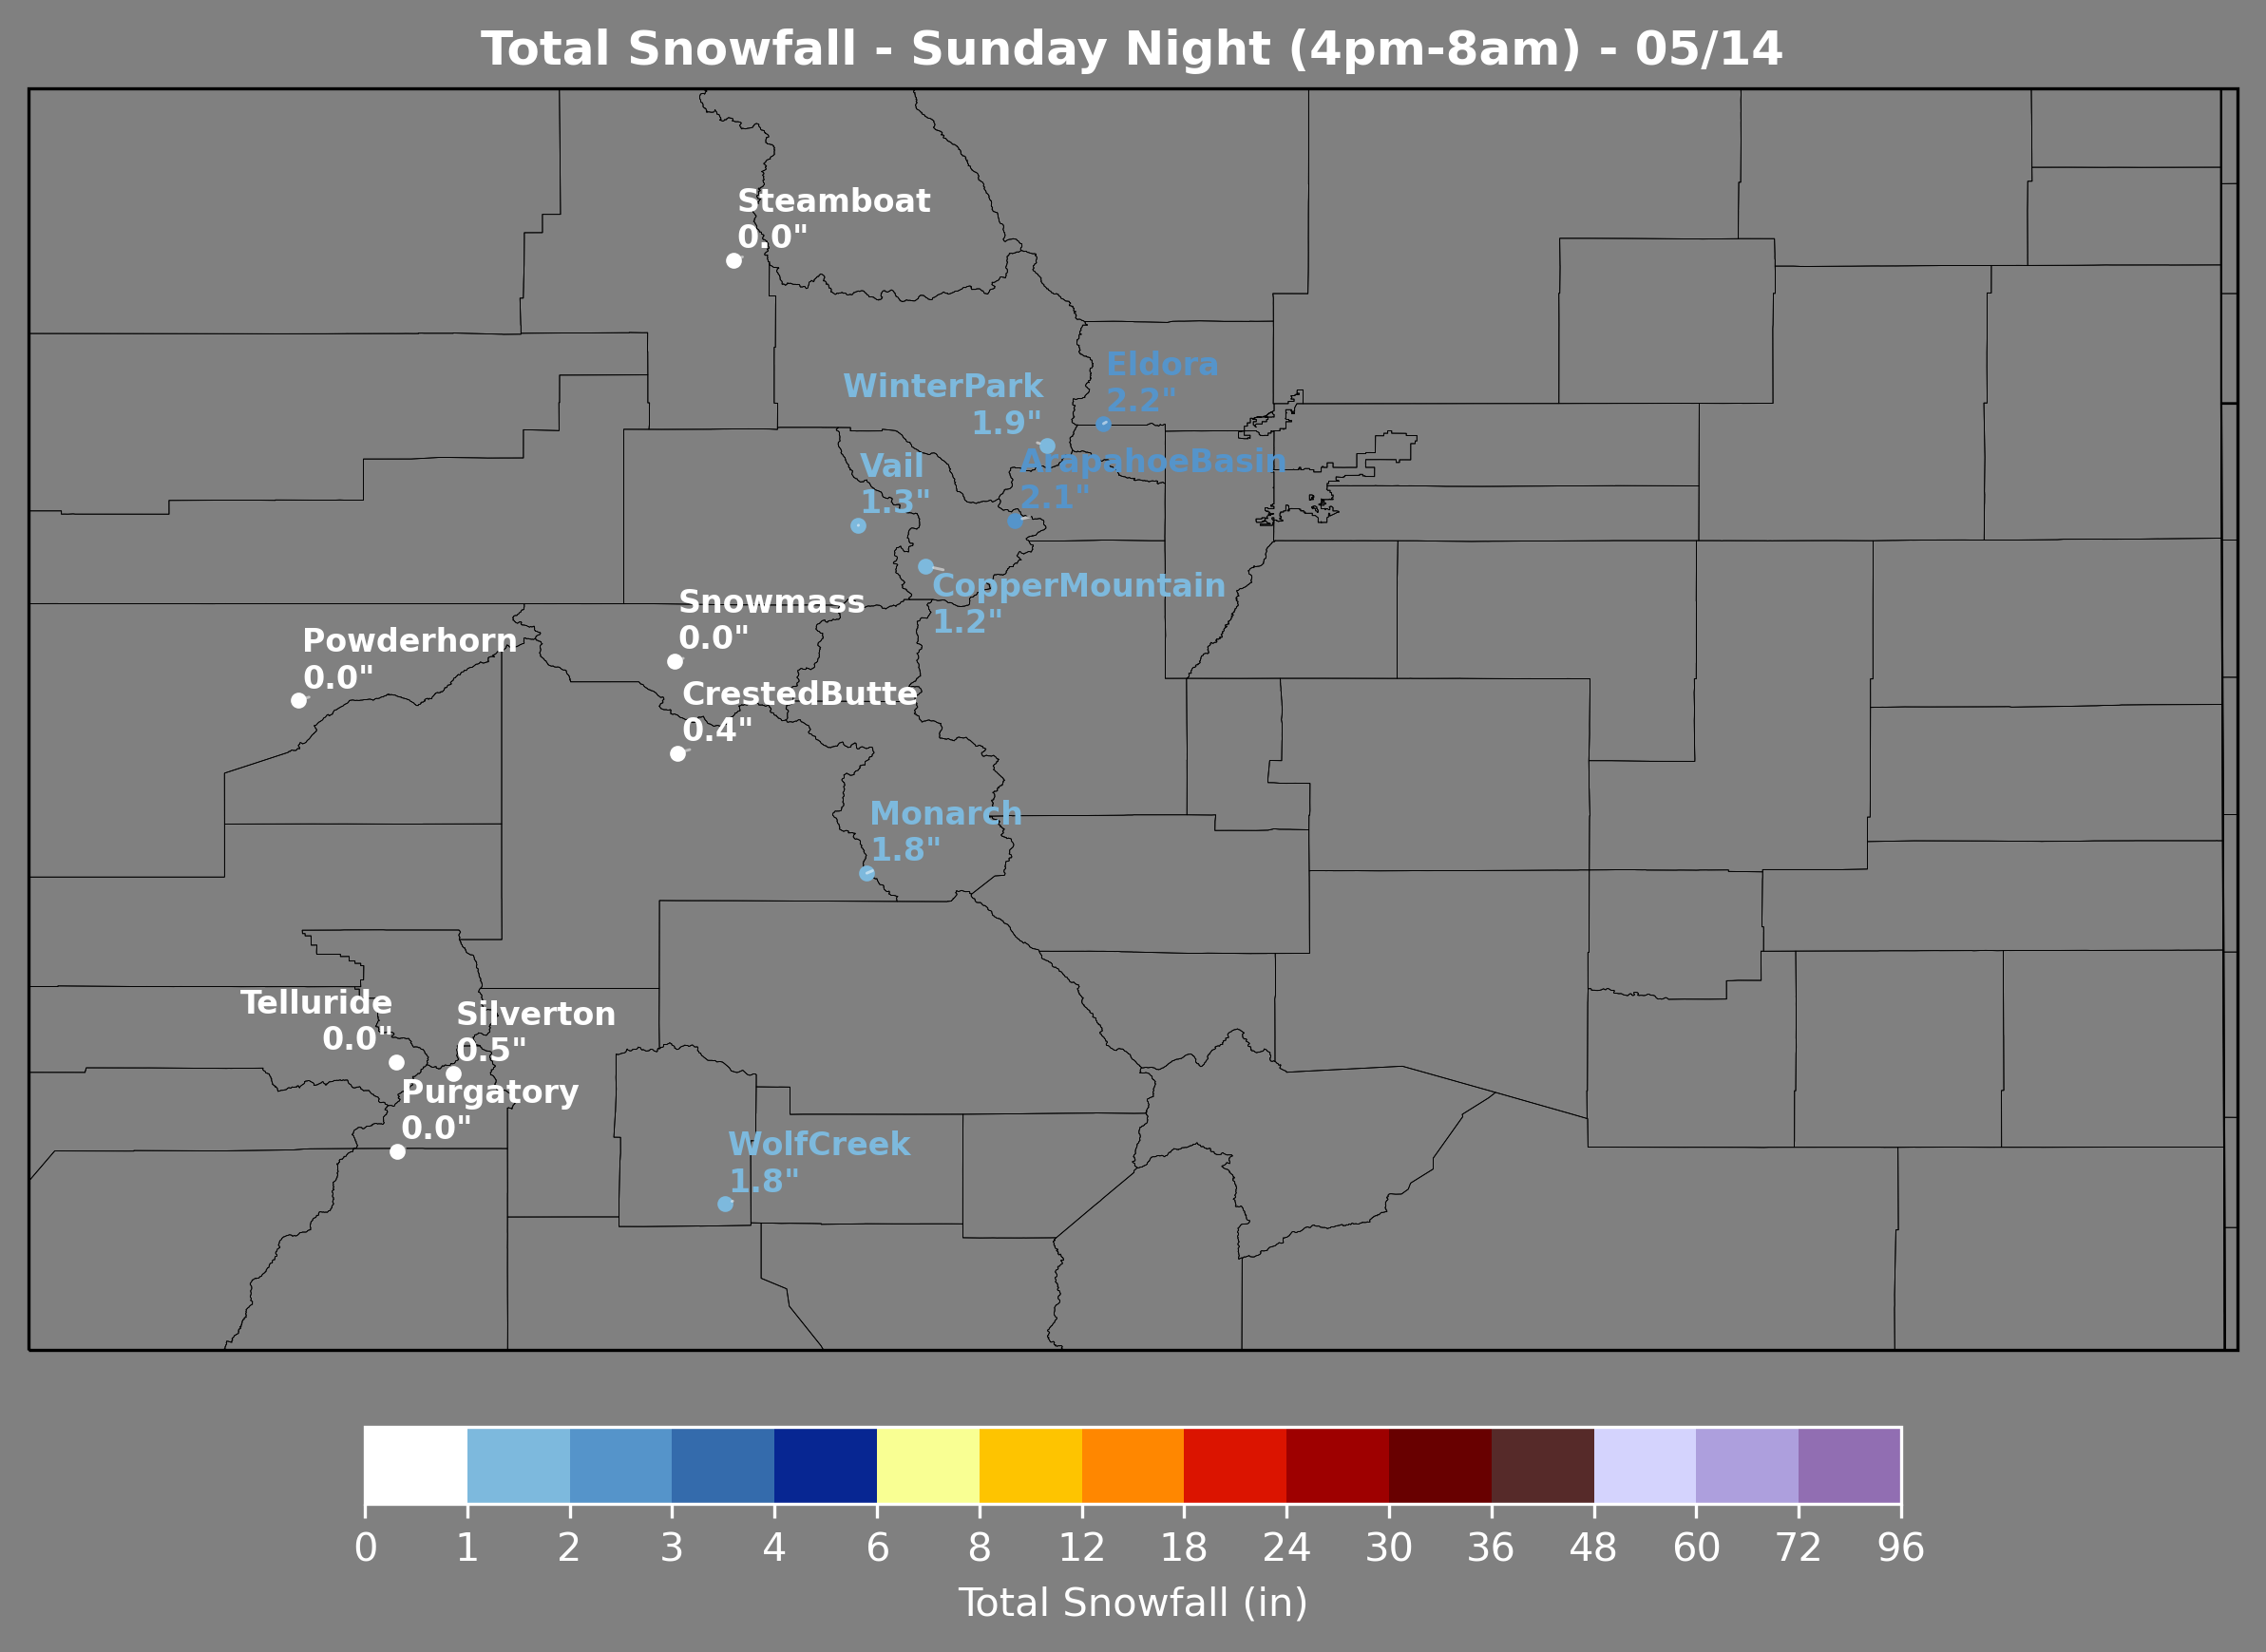 Total Snowfall - Sunday Night (4pm-8am) - 05/14
Steamboat
0.0"
Eldora
2.2"
WinterPark
1.9"
ArapahoeBasin
2.1"
Vail
1.3"
CopperMountain
1.2"
Snowmass
0.0"
Powderhorn
0.0"
CrestedButte
0.4"
Monarch
1.8"
Telluride
0.0"
Silverton
0.5"
Purgatory
0.0"
WolfCreek
1.8"
0 1 2 3 4 6 8 12 18 24 30 36 48 60 72 96
Total Snowfall (in)